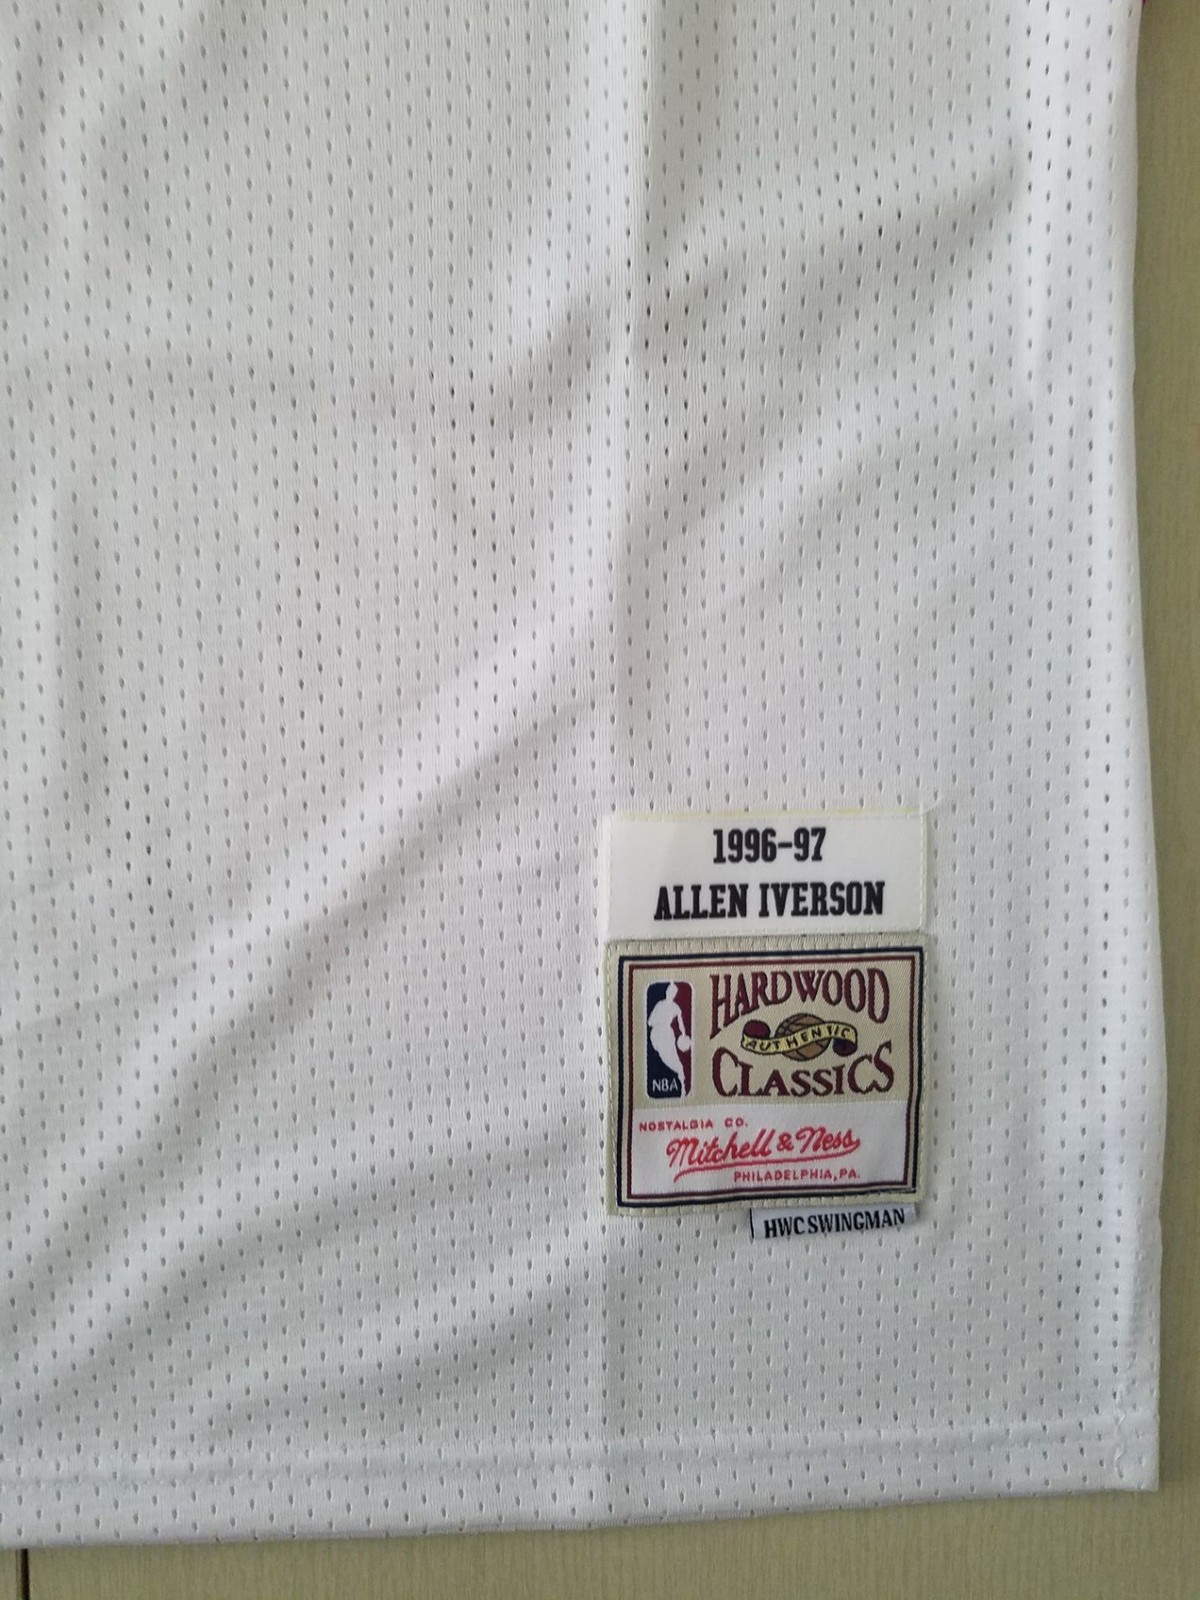 1996-97
ALLEN IVERSON
HARDWOOD
AUTHENTIC
CLASSICS
NBA
NOSTALGIA CO.
Mitchell & Ness
PHILADELPHIA, PA.
HWC SWINGMAN